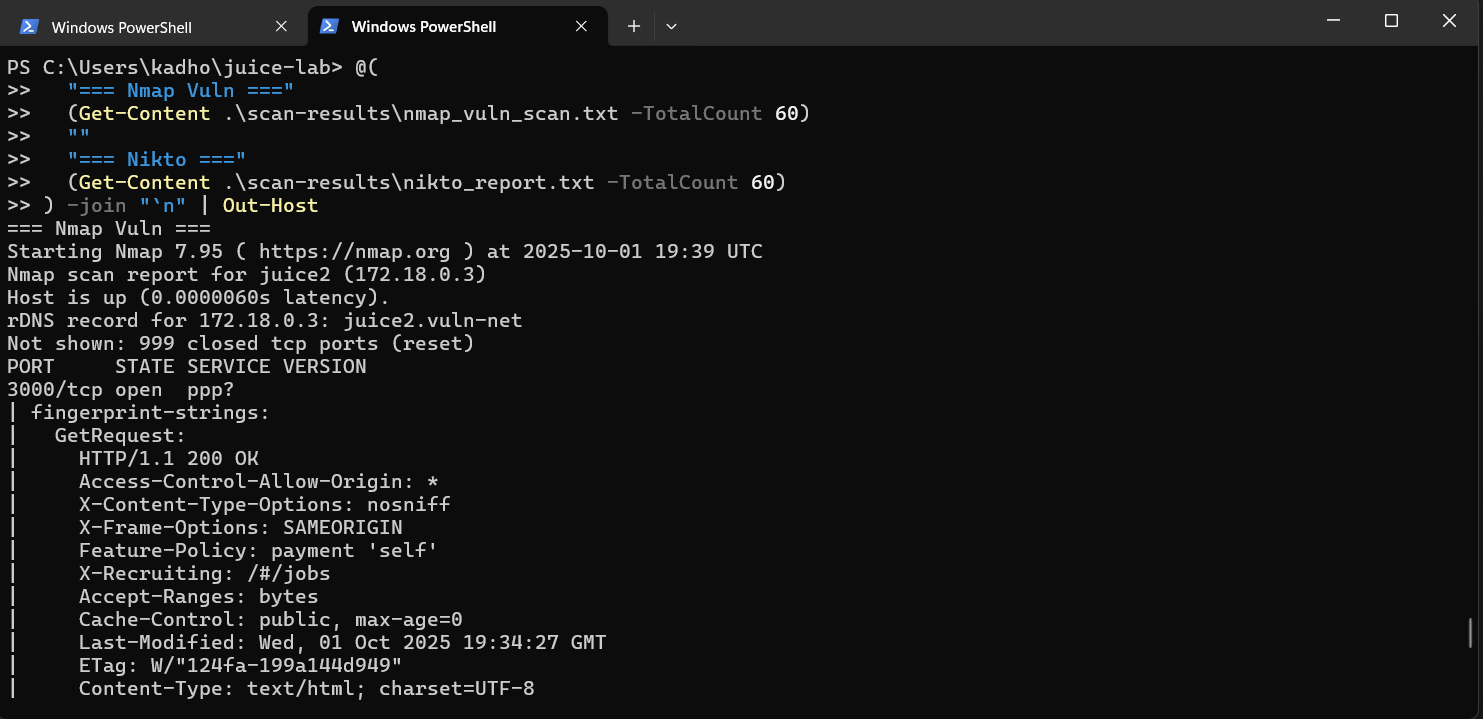 Windows PowerShell
Windows PowerShell
PS C:\Users\kadho\juice-lab> @(
>>   "=== Nmap Vuln ==="
>>   (Get-Content .\scan-results\nmap_vuln_scan.txt -TotalCount 60)
>>   ""
>>   "=== Nikto ==="
>>   (Get-Content .\scan-results\nikto_report.txt -TotalCount 60)
>> ) -join "`n" | Out-Host
=== Nmap Vuln ===
Starting Nmap 7.95 ( https://nmap.org ) at 2025-10-01 19:39 UTC
Nmap scan report for juice2 (172.18.0.3)
Host is up (0.0000060s latency).
rDNS record for 172.18.0.3: juice2.vuln-net
Not shown: 999 closed tcp ports (reset)
PORT     STATE SERVICE VERSION
3000/tcp open  ppp?
| fingerprint-strings:
|   GetRequest:
|     HTTP/1.1 200 OK
|     Access-Control-Allow-Origin: *
|     X-Content-Type-Options: nosniff
|     X-Frame-Options: SAMEORIGIN
|     Feature-Policy: payment 'self'
|     X-Recruiting: /#/jobs
|     Accept-Ranges: bytes
|     Cache-Control: public, max-age=0
|     Last-Modified: Wed, 01 Oct 2025 19:34:27 GMT
|     ETag: W/"124fa-199a144d949"
|     Content-Type: text/html; charset=UTF-8